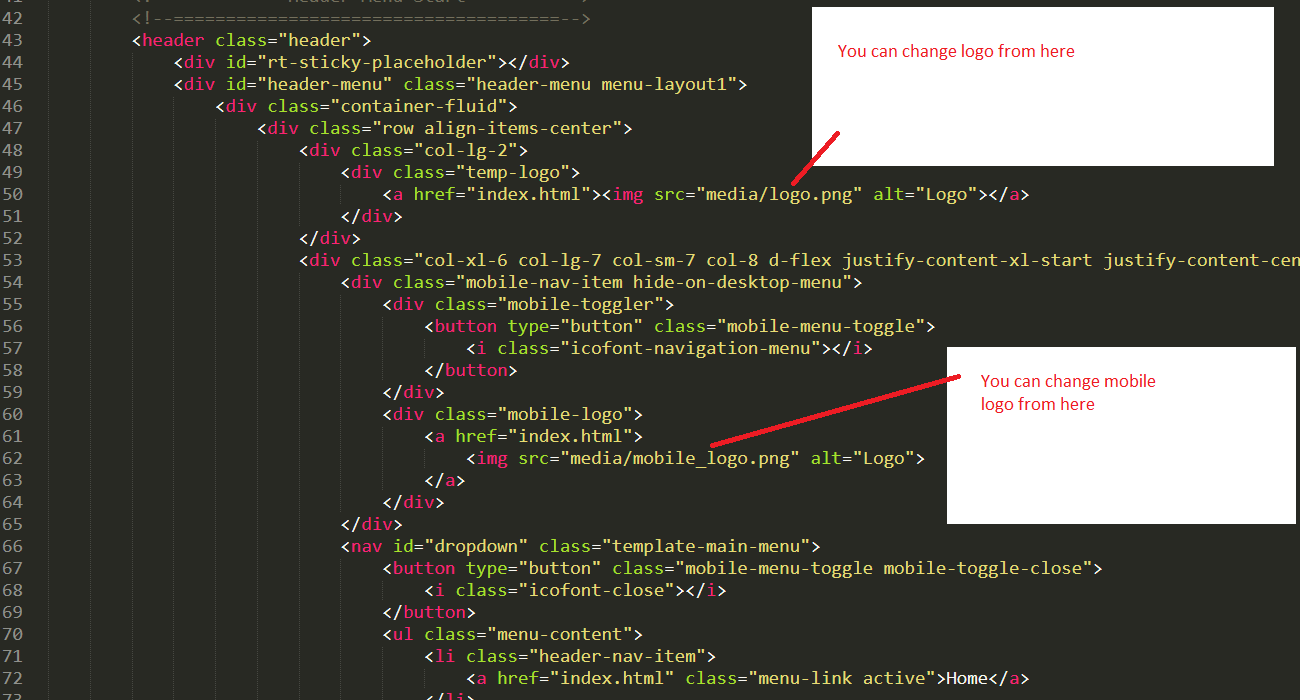 42 <!--=====================================-->
43 <header class="header">
44 <div id="rt-sticky-placeholder"></div>
45 <div id="header-menu" class="header-menu menu-layout1">
46 <div class="container-fluid">
47 <div class="row align-items-center">
48 <div class="col-lg-2">
49 <div class="temp-logo">
50 <a href="index.html"><img src="media/logo.png" alt="Logo"></a>
51 </div>
52 </div>
53 <div class="col-xl-6 col-lg-7 col-sm-7 col-8 d-flex justify-content-xl-start justify-content-cen
54 <div class="mobile-nav-item hide-on-desktop-menu">
55 <div class="mobile-toggler">
56 <button type="button" class="mobile-menu-toggle">
57 <i class="icofont-navigation-menu"></i>
58 </button>
59 </div>
60 <div class="mobile-logo">
61 <a href="index.html">
62 <img src="media/mobile_logo.png" alt="Logo">
63 </a>
64 </div>
65 </div>
66 <nav id="dropdown" class="template-main-menu">
67 <button type="button" class="mobile-menu-toggle mobile-toggle-close">
68 <i class="icofont-close"></i>
69 </button>
70 <ul class="menu-content">
71 <li class="header-nav-item">
72 <a href="index.html" class="menu-link active">Home</a>
73 </li>
You can change logo from here
You can change mobile
logo from here